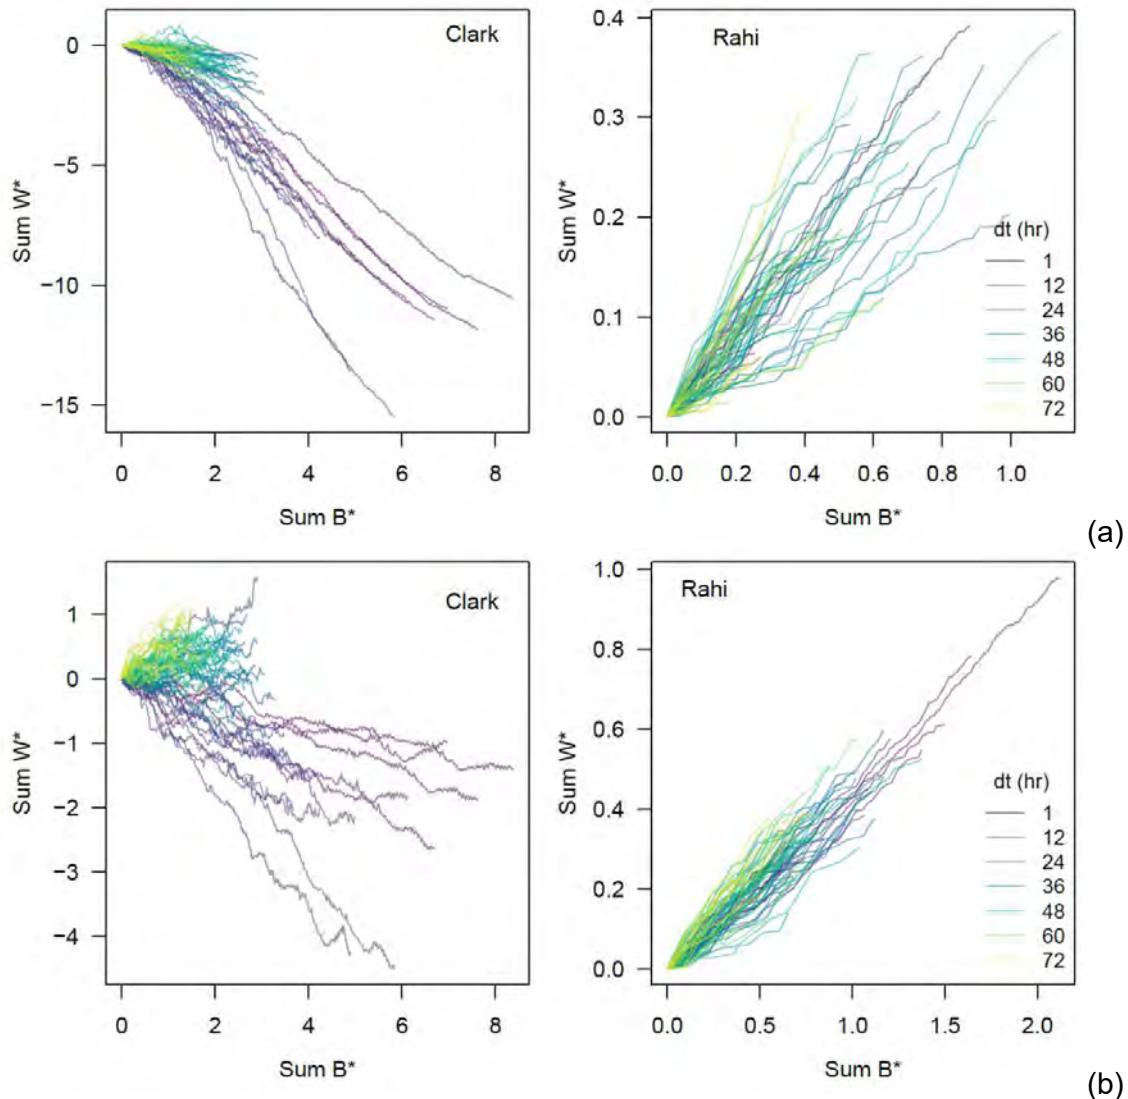 Clark
Sum W*
0
−5
−10
−15
0 2 4 6 8
Sum B*
Rahi
Sum W*
0.4
0.3
0.2
0.1
0.0
0.0 0.2 0.4 0.6 0.8 1.0
Sum B*
dt (hr)
1
12
24
36
48
60
72
(a)
Clark
Sum W*
1
0
−1
−2
−3
−4
0 2 4 6 8
Sum B*
Rahi
Sum W*
1.0
0.8
0.6
0.4
0.2
0.0
0.0 0.5 1.0 1.5 2.0
Sum B*
dt (hr)
1
12
24
36
48
60
72
(b)